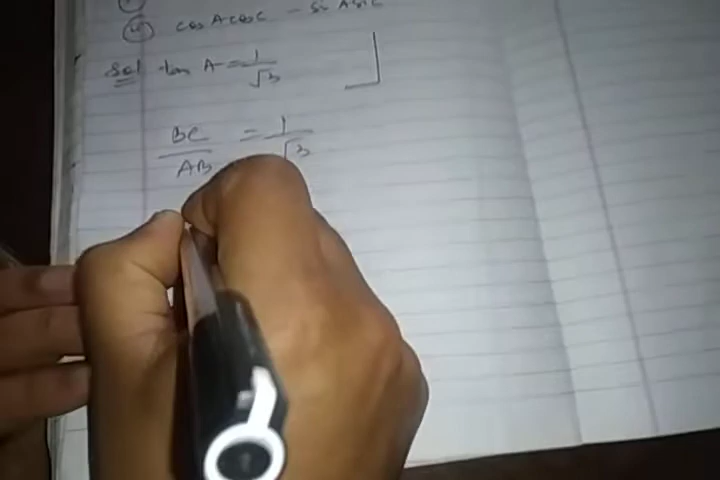 (ii) cos A cos C - sin A sin C
Sol tan A = 1/√3
BC/AB = 1/√3